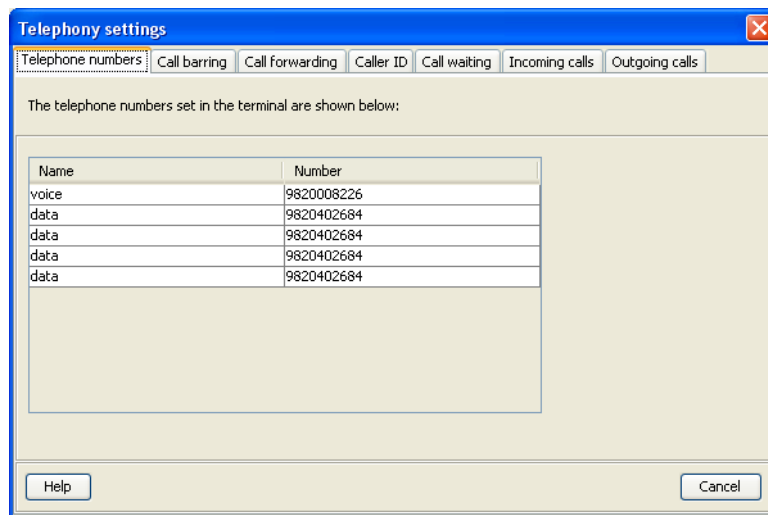 Telephony settings
Telephone numbers Call barring Call forwarding Caller ID Call waiting Incoming calls Outgoing calls
The telephone numbers set in the terminal are shown below:
Name Number
voice 9820008226
data 9820402684
data 9820402684
data 9820402684
data 9820402684
Help Cancel